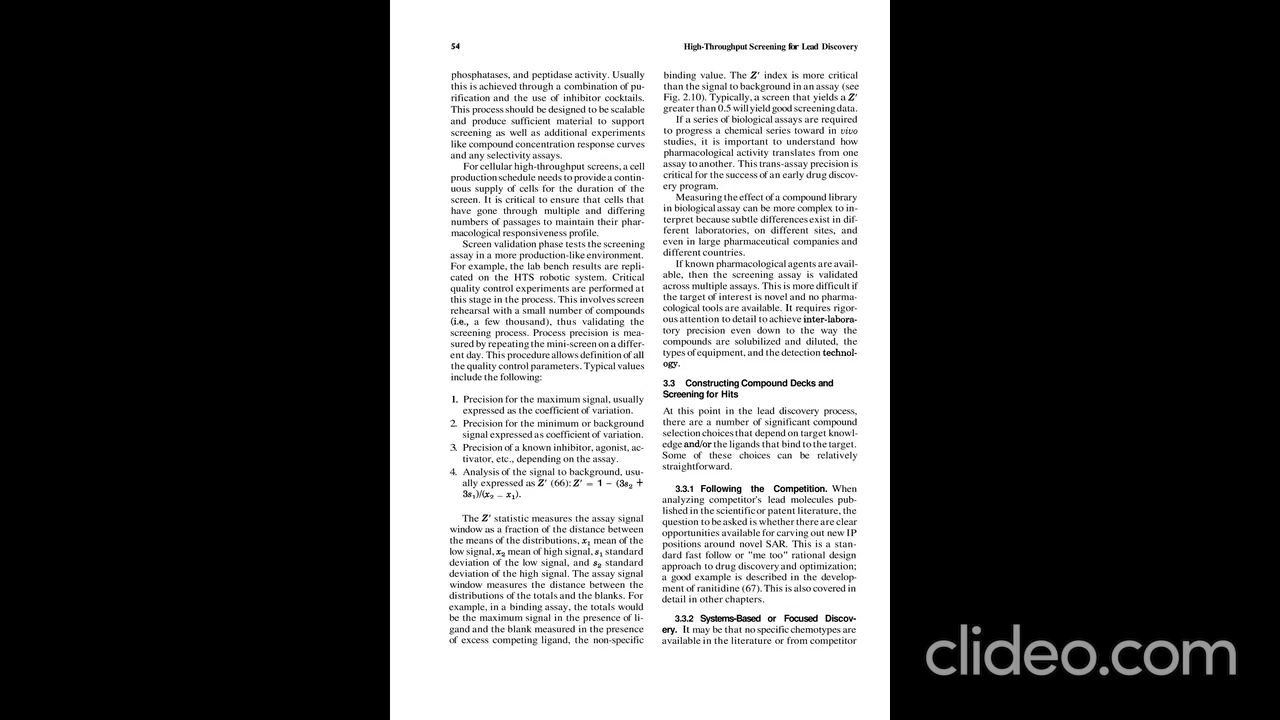 54
High-Throughput Screening for Lead Discovery
phosphatases, and peptidase activity. Usually
this is achieved through a combination of pu-
rification and the use of inhibitor cocktails.
This process should be designed to be scalable
and produce sufficient material to support
screening as well as additional experiments
like compound concentration response curves
and any selectivity assays.
For cellular high-throughput screens, a cell
production schedule needs to provide a contin-
uous supply of cells for the duration of the
screen. It is critical to ensure that cells that
have gone through multiple and differing
numbers of passages to maintain their phar-
macological responsiveness profile.
Screen validation phase tests the screening
assay in a more production-like environment.
For example, the lab bench results are repli-
cated on the HTS robotic system. Critical
quality control experiments are performed at
this stage in the process. This involves screen
rehearsal with a small number of compounds
(i.e., a few thousand), thus validating the
screening process. Process precision is mea-
sured by repeating the mini-screen on a differ-
ent day. This procedure allows definition of all
the quality control parameters. Typical values
include the following:
1. Precision for the maximum signal, usually
expressed as the coefficient of variation.
2. Precision for the minimum or background
signal expressed as coefficient of variation.
3. Precision of a known inhibitor, agonist, ac-
tivator, etc., depending on the assay.
4. Analysis of the signal to background, usu-
ally expressed as Z′ (66): Z′ = 1 − (3s₂ +
3s₁)/(x₂ − x₁).
The Z′ statistic measures the assay signal
window as a fraction of the distance between
the means of the distributions, x₁ mean of the
low signal, x₂ mean of high signal, s₁ standard
deviation of the low signal, and s₂ standard
deviation of the high signal. The assay signal
window measures the distance between the
distributions of the totals and the blanks. For
example, in a binding assay, the totals would
be the maximum signal in the presence of li-
gand and the blank measured in the presence
of excess competing ligand, the non-specific
binding value. The Z′ index is more critical
than the signal to background in an assay (see
Fig. 2.10). Typically, a screen that yields a Z′
greater than 0.5 will yield good screening data.
If a series of biological assays are required
to progress a chemical series toward in vivo
studies, it is important to understand how
pharmacological activity translates from one
assay to another. This trans-assay precision is
critical for the success of an early drug discov-
ery program.
Measuring the effect of a compound library
in biological assay can be more complex to in-
terpret because subtle differences exist in dif-
ferent laboratories, on different sites, and
even in large pharmaceutical companies and
different countries.
If known pharmacological agents are avail-
able, then the screening assay is validated
across multiple assays. This is more difficult if
the target of interest is novel and no pharma-
cological tools are available. It requires rigor-
ous attention to detail to achieve inter-labora-
tory precision even down to the way the
compounds are solubilized and diluted, the
types of equipment, and the detection technol-
ogy.
3.3 Constructing Compound Decks and
Screening for Hits
At this point in the lead discovery process,
there are a number of significant compound
selection choices that depend on target knowl-
edge and/or the ligands that bind to the target.
Some of these choices can be relatively
straightforward.
3.3.1 Following the Competition. When
analyzing competitor's lead molecules pub-
lished in the scientific or patent literature, the
question to be asked is whether there are clear
opportunities available for carving out new IP
positions around novel SAR. This is a stan-
dard fast follow or "me too" rational design
approach to drug discovery and optimization;
a good example is described in the develop-
ment of ranitidine (67). This is also covered in
detail in other chapters.
3.3.2 Systems-Based or Focused Discov-
ery. It may be that no specific chemotypes are
available in the literature or from competitor
clideo.com